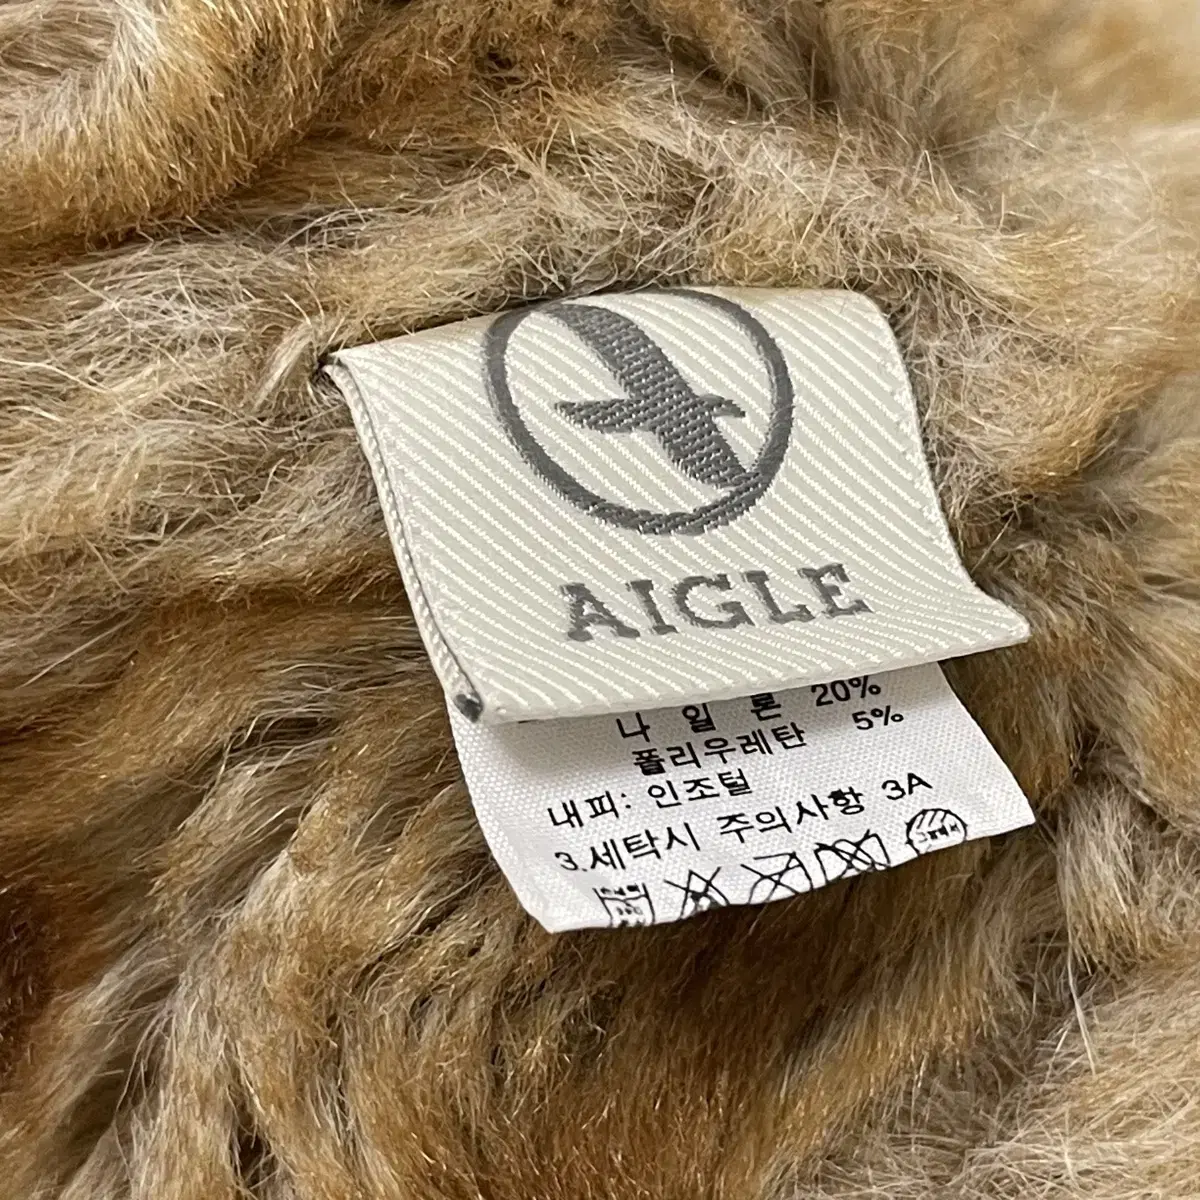 AIGLE
나 일 론 20%
폴리우레탄 5%
내피: 인조털
3.세탁시 주의사항 3A